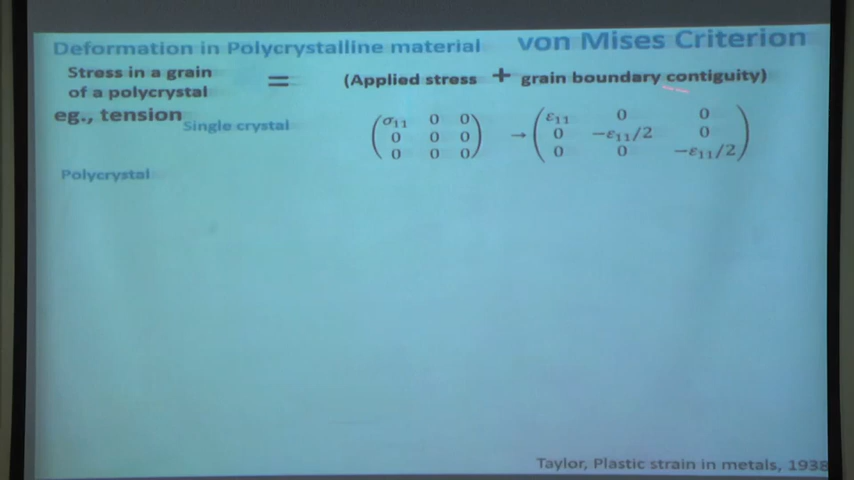 Deformation in Polycrystalline material von Mises Criterion
Stress in a grain of a polycrystal = (Applied stress + grain boundary contiguity)
eg., tension
Single crystal
σ11 0 0 → ε11 0 0
0 0 0 0 −ε11/2 0
0 0 0 0 0 −ε11/2
Polycrystal
Taylor, Plastic strain in metals, 1938